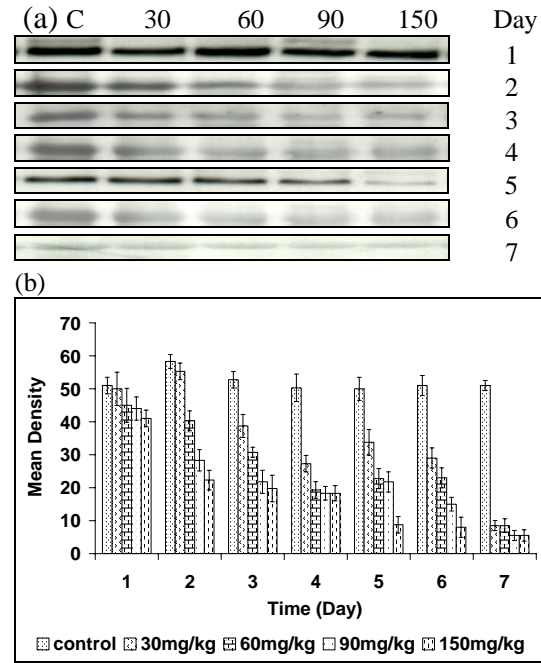 (a) C 30 60 90 150 Day
1
2
3
4
5
6
7
(b)
70
60
50
40
30
20
10
0
Mean Density
1 2 3 4 5 6 7
Time (Day)
control 30mg/kg 60mg/kg 90mg/kg 150mg/kg